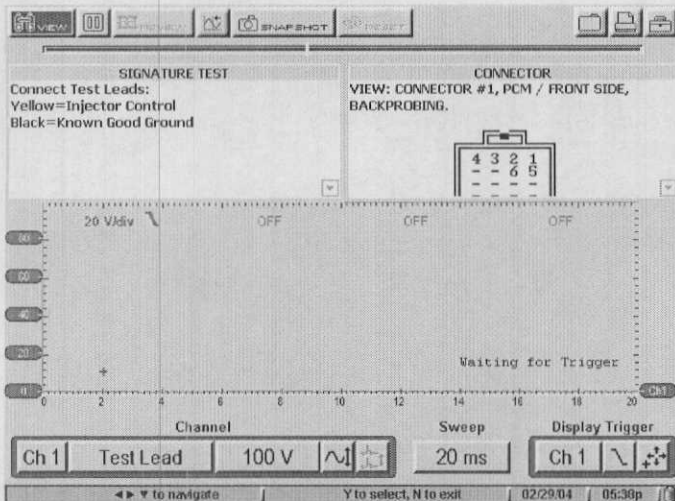 VIEW
REVIEW
SNAPSHOT
RESET
SIGNATURE TEST
Connect Test Leads:
Yellow=Injector Control
Black=Known Good Ground
CONNECTOR
VIEW: CONNECTOR #1, PCM / FRONT SIDE,
BACKPROBING.
4 3 2 1
- - 6 5
- - - -
- - - -
20 V/div OFF OFF OFF
80
60
40
20
0
Waiting for Trigger
Ch1
0 2 4 6 8 10 12 14 16 18 20
Channel Sweep Display Trigger
Ch 1 Test Lead 100 V 20 ms Ch 1
◄ ► ▼ to navigate Y to select, N to exit 02/29/04 05:38p